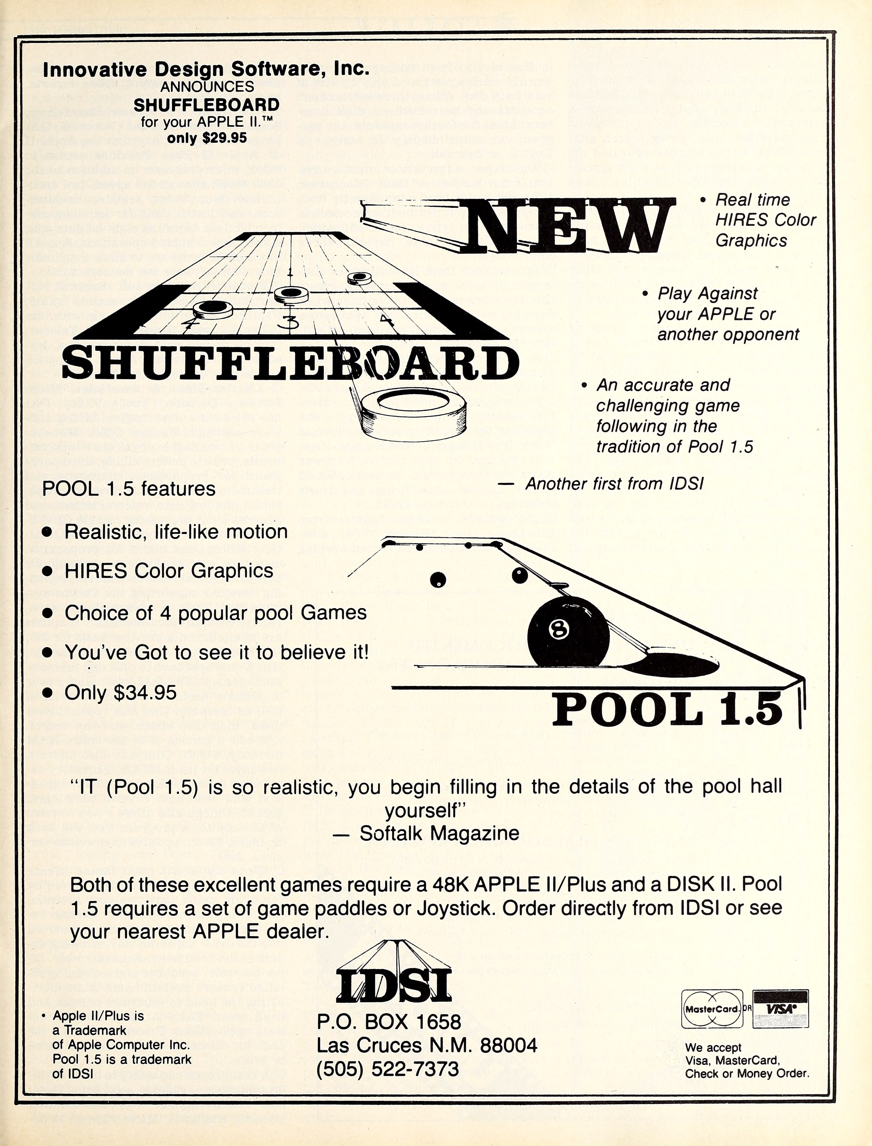 Innovative Design Software, Inc.
ANNOUNCES
SHUFFLEBOARD
for your APPLE II.™
only $29.95
NEW
• Real time
HIRES Color
Graphics
• Play Against
your APPLE or
another opponent
1
2
3
4
SHUFFLEBOARD
• An accurate and
challenging game
following in the
tradition of Pool 1.5
— Another first from IDSI
POOL 1.5 features
● Realistic, life-like motion
● HIRES Color Graphics
● Choice of 4 popular pool Games
● You've Got to see it to believe it!
● Only $34.95
8
POOL 1.5
"IT (Pool 1.5) is so realistic, you begin filling in the details of the pool hall
yourself"
— Softalk Magazine
Both of these excellent games require a 48K APPLE II/Plus and a DISK II. Pool
1.5 requires a set of game paddles or Joystick. Order directly from IDSI or see
your nearest APPLE dealer.
IDSI
P.O. BOX 1658
Las Cruces N.M. 88004
(505) 522-7373
• Apple II/Plus is
a Trademark
of Apple Computer Inc.
Pool 1.5 is a trademark
of IDSI
MasterCard OR VISA
We accept
Visa, MasterCard,
Check or Money Order.